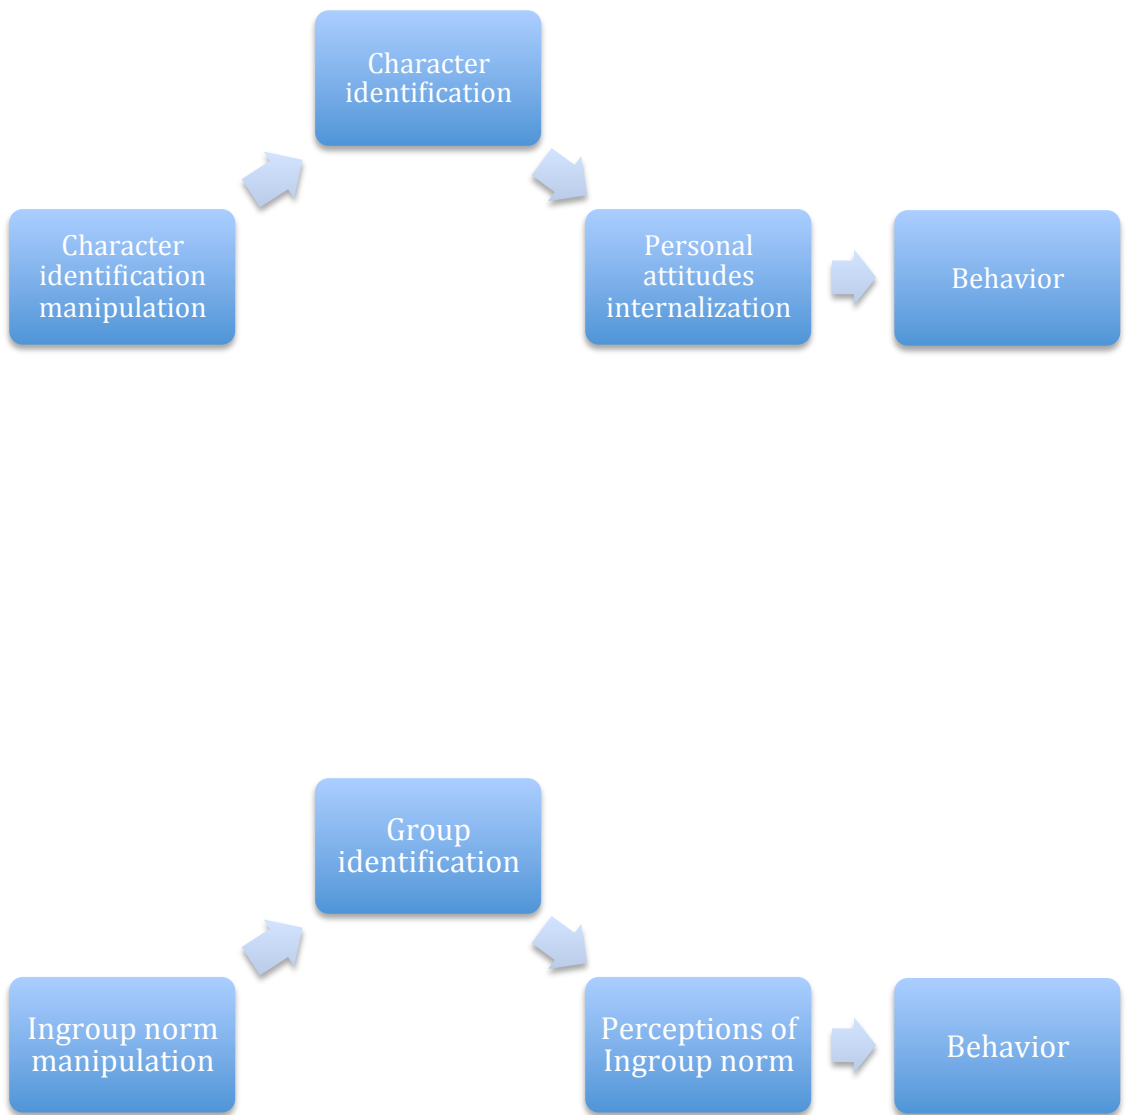 Character
identification
Character
identification
manipulation
Personal
attitudes
internalization
Behavior
Group
identification
Ingroup norm
manipulation
Perceptions of
Ingroup norm
Behavior